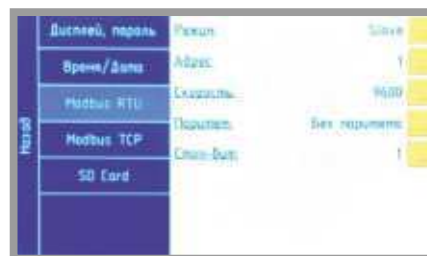 Назад
Дисплей, пароль
Время/Дата
Modbus RTU
Modbus TCP
SD Card
Режим: Slave
Адрес: 1
Скорость: 9600
Паритет: Без паритета
Стоп-Бит: 1